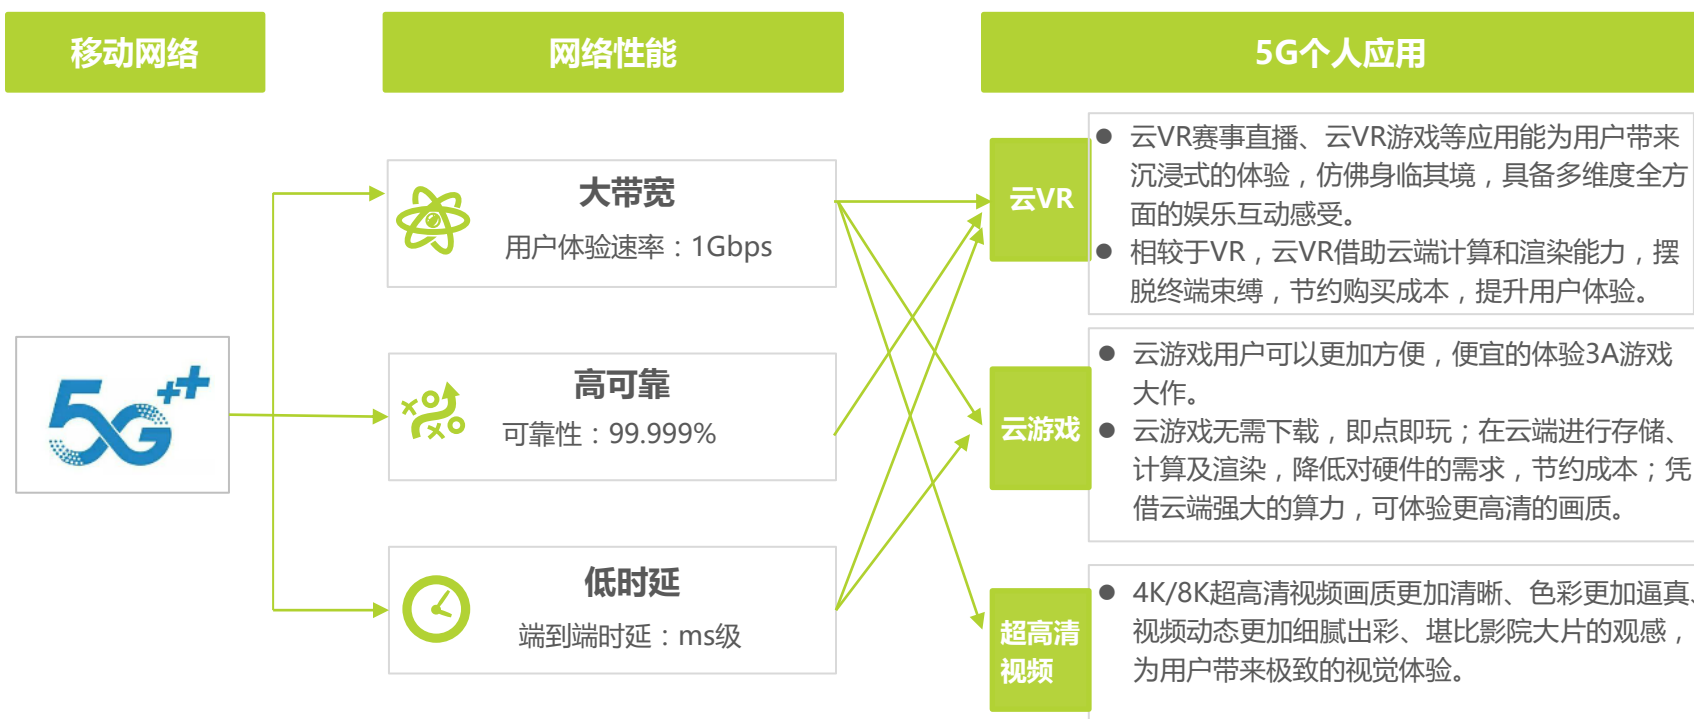 移动网络
网络性能
5G个人应用
5G++
大带宽
用户体验速率：1Gbps
高可靠
可靠性：99.999%
低时延
端到端时延：ms级
云VR
● 云VR赛事直播、云VR游戏等应用能为用户带来
沉浸式的体验，仿佛身临其境，具备多维度全方
面的娱乐互动感受。
● 相较于VR，云VR借助云端计算和渲染能力，摆
脱终端束缚，节约购买成本，提升用户体验。
云游戏
● 云游戏用户可以更加方便，便宜的体验3A游戏
大作。
● 云游戏无需下载，即点即玩；在云端进行存储、
计算及渲染，降低对硬件的需求，节约成本；凭
借云端强大的算力，可体验更高清的画质。
超高清
视频
● 4K/8K超高清视频画质更加清晰、色彩更加逼真、
视频动态更加细腻出彩、堪比影院大片的观感，
为用户带来极致的视觉体验。